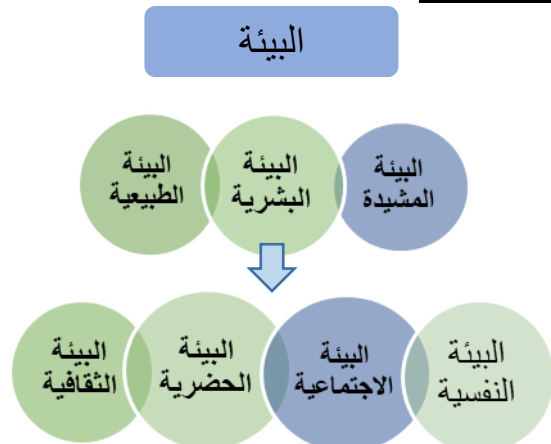 البيئة
البيئة
المشيدة
البيئة
البشرية
البيئة
الطبيعية
البيئة
النفسية
البيئة
الاجتماعية
البيئة
الحضرية
البيئة
الثقافية